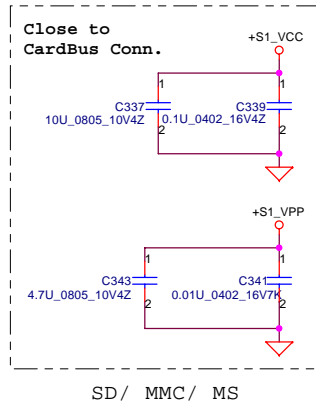 Close to
CardBus Conn.
+S1_VCC
1
1
C337
C339
10U_0805_10V4Z
0.1U_0402_16V4Z
2
2
+S1_VPP
1
1
C343
C341
4.7U_0805_10V4Z
0.01U_0402_16V7K
2
2
SD/ MMC/ MS